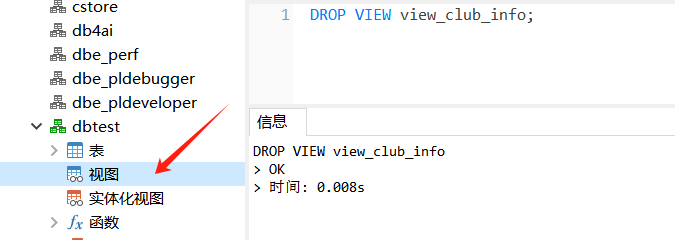 cstore
db4ai
dbe_perf
dbe_pldebugger
dbe_pldeveloper
dbtest
表
视图
实体化视图
fx 函数
1 DROP VIEW view_club_info;
信息
DROP VIEW view_club_info
> OK
> 时间: 0.008s